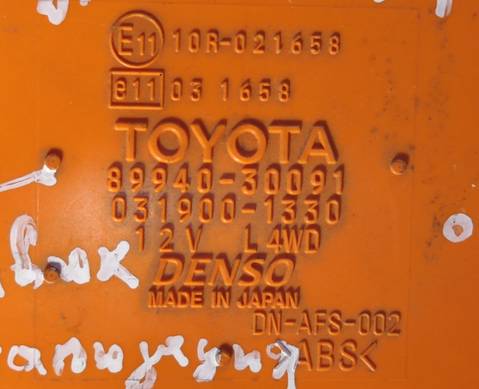 E11 10R-021658
e11 03 1658
TOYOTA
89940-30091
031900-1330
12V L4WD
DENSO
MADE IN JAPAN
DN-AFS-002
>ABS<